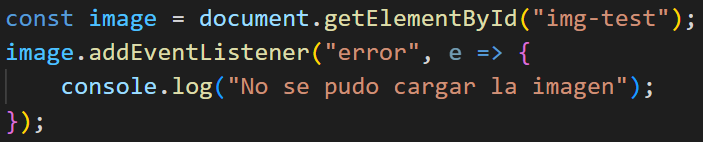 const image = document.getElementById("img-test");
image.addEventListener("error", e => {
    console.log("No se pudo cargar la imagen");
});